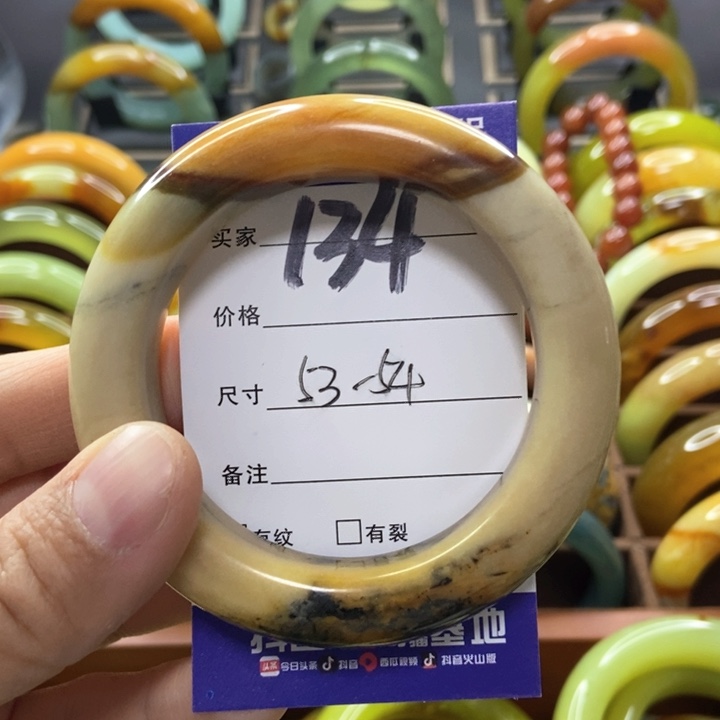 买家 134
价格
尺寸 53-54
备注
有纹 □有裂
今日头条 抖音 西瓜视频 抖音火山版